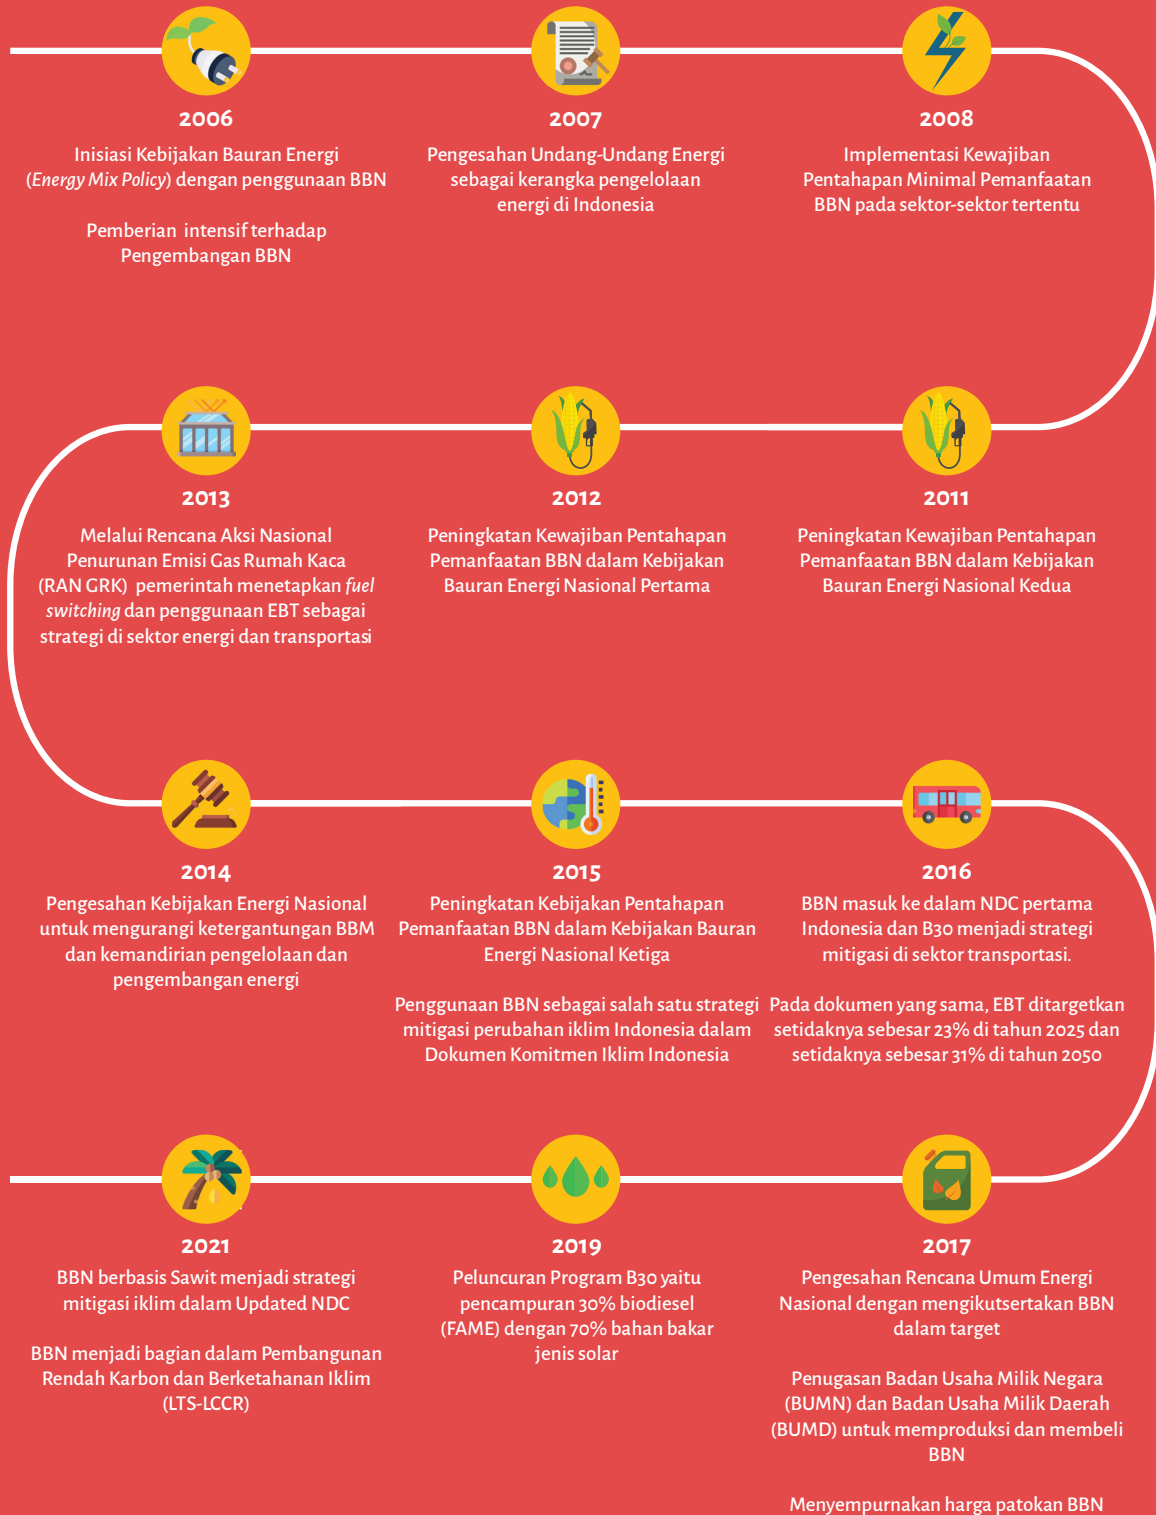 2006
Inisiasi Kebijakan Bauran Energi
(Energy Mix Policy) dengan penggunaan BBN
Pemberian intensif terhadap
Pengembangan BBN
2007
Pengesahan Undang-Undang Energi
sebagai kerangka pengelolaan
energi di Indonesia
2008
Implementasi Kewajiban
Pentahapan Minimal Pemanfaatan
BBN pada sektor-sektor tertentu
2011
Peningkatan Kewajiban Pentahapan
Pemanfaatan BBN dalam Kebijakan
Bauran Energi Nasional Kedua
2012
Peningkatan Kewajiban Pentahapan
Pemanfaatan BBN dalam Kebijakan
Bauran Energi Nasional Pertama
2013
Melalui Rencana Aksi Nasional
Penurunan Emisi Gas Rumah Kaca
(RAN GRK) pemerintah menetapkan fuel
switching dan penggunaan EBT sebagai
strategi di sektor energi dan transportasi
2014
Pengesahan Kebijakan Energi Nasional
untuk mengurangi ketergantungan BBM
dan kemandirian pengelolaan dan
pengembangan energi
2015
Peningkatan Kebijakan Pentahapan
Pemanfaatan BBN dalam Kebijakan Bauran
Energi Nasional Ketiga
Penggunaan BBN sebagai salah satu strategi
mitigasi perubahan iklim Indonesia dalam
Dokumen Komitmen Iklim Indonesia
2016
BBN masuk ke dalam NDC pertama
Indonesia dan B30 menjadi strategi
mitigasi di sektor transportasi.
Pada dokumen yang sama, EBT ditargetkan
setidaknya sebesar 23% di tahun 2025 dan
setidaknya sebesar 31% di tahun 2050
2017
Pengesahan Rencana Umum Energi
Nasional dengan mengikutsertakan BBN
dalam target
Penugasan Badan Usaha Milik Negara
(BUMN) dan Badan Usaha Milik Daerah
(BUMD) untuk memproduksi dan membeli
BBN
Menyempurnakan harga patokan BBN
2019
Peluncuran Program B30 yaitu
pencampuran 30% biodiesel
(FAME) dengan 70% bahan bakar
jenis solar
2021
BBN berbasis Sawit menjadi strategi
mitigasi iklim dalam Updated NDC
BBN menjadi bagian dalam Pembangunan
Rendah Karbon dan Berketahanan Iklim
(LTS-LCCR)